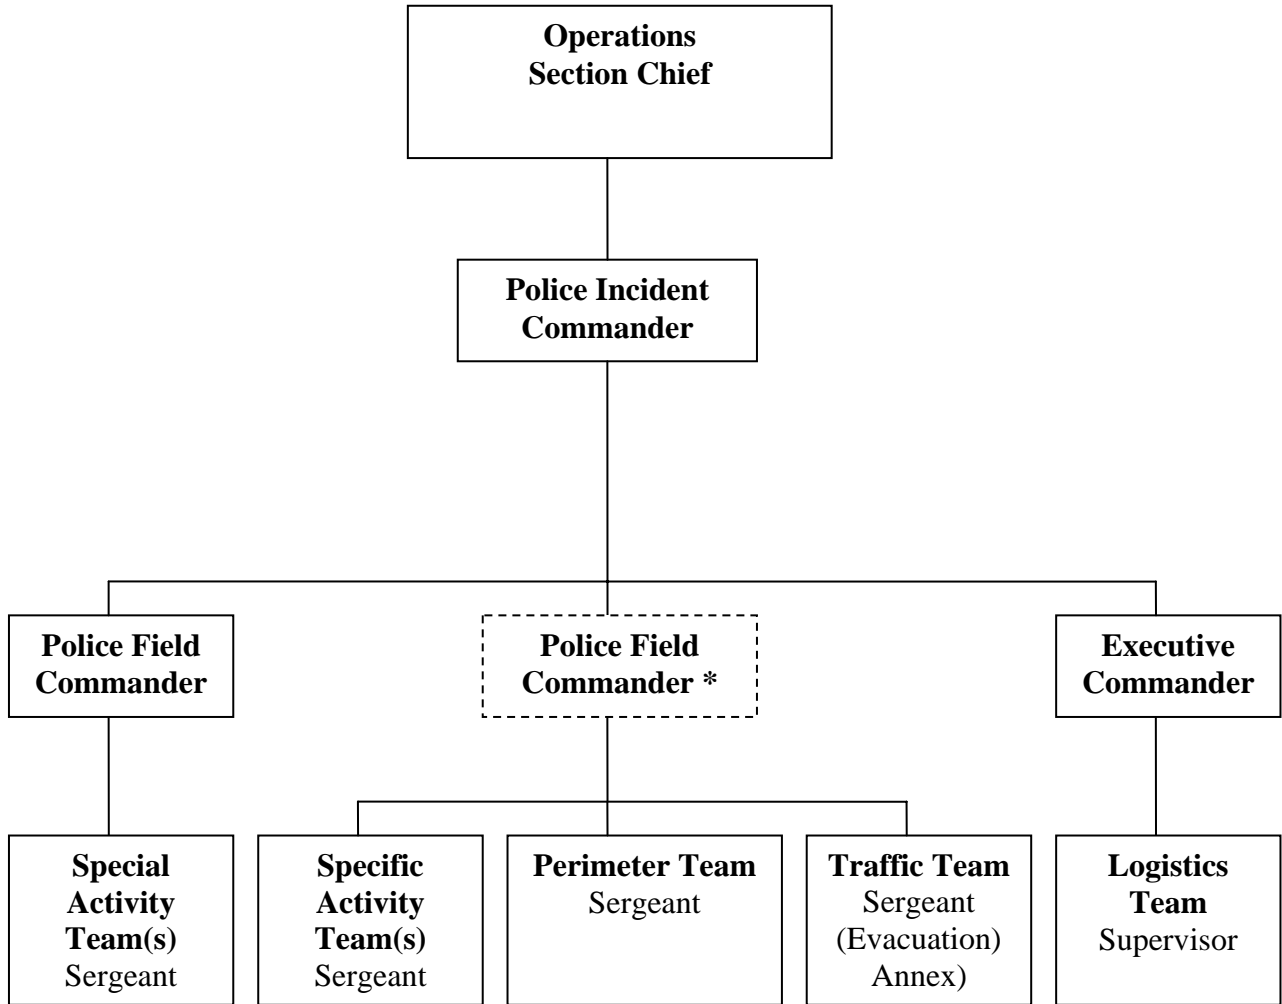 Operations
Section Chief
Police Incident
Commander
Police Field
Commander
Police Field
Commander *
Executive
Commander
Special
Activity
Team(s)
Sergeant
Specific
Activity
Team(s)
Sergeant
Perimeter Team
Sergeant
Traffic Team
Sergeant
(Evacuation)
Annex)
Logistics
Team
Supervisor